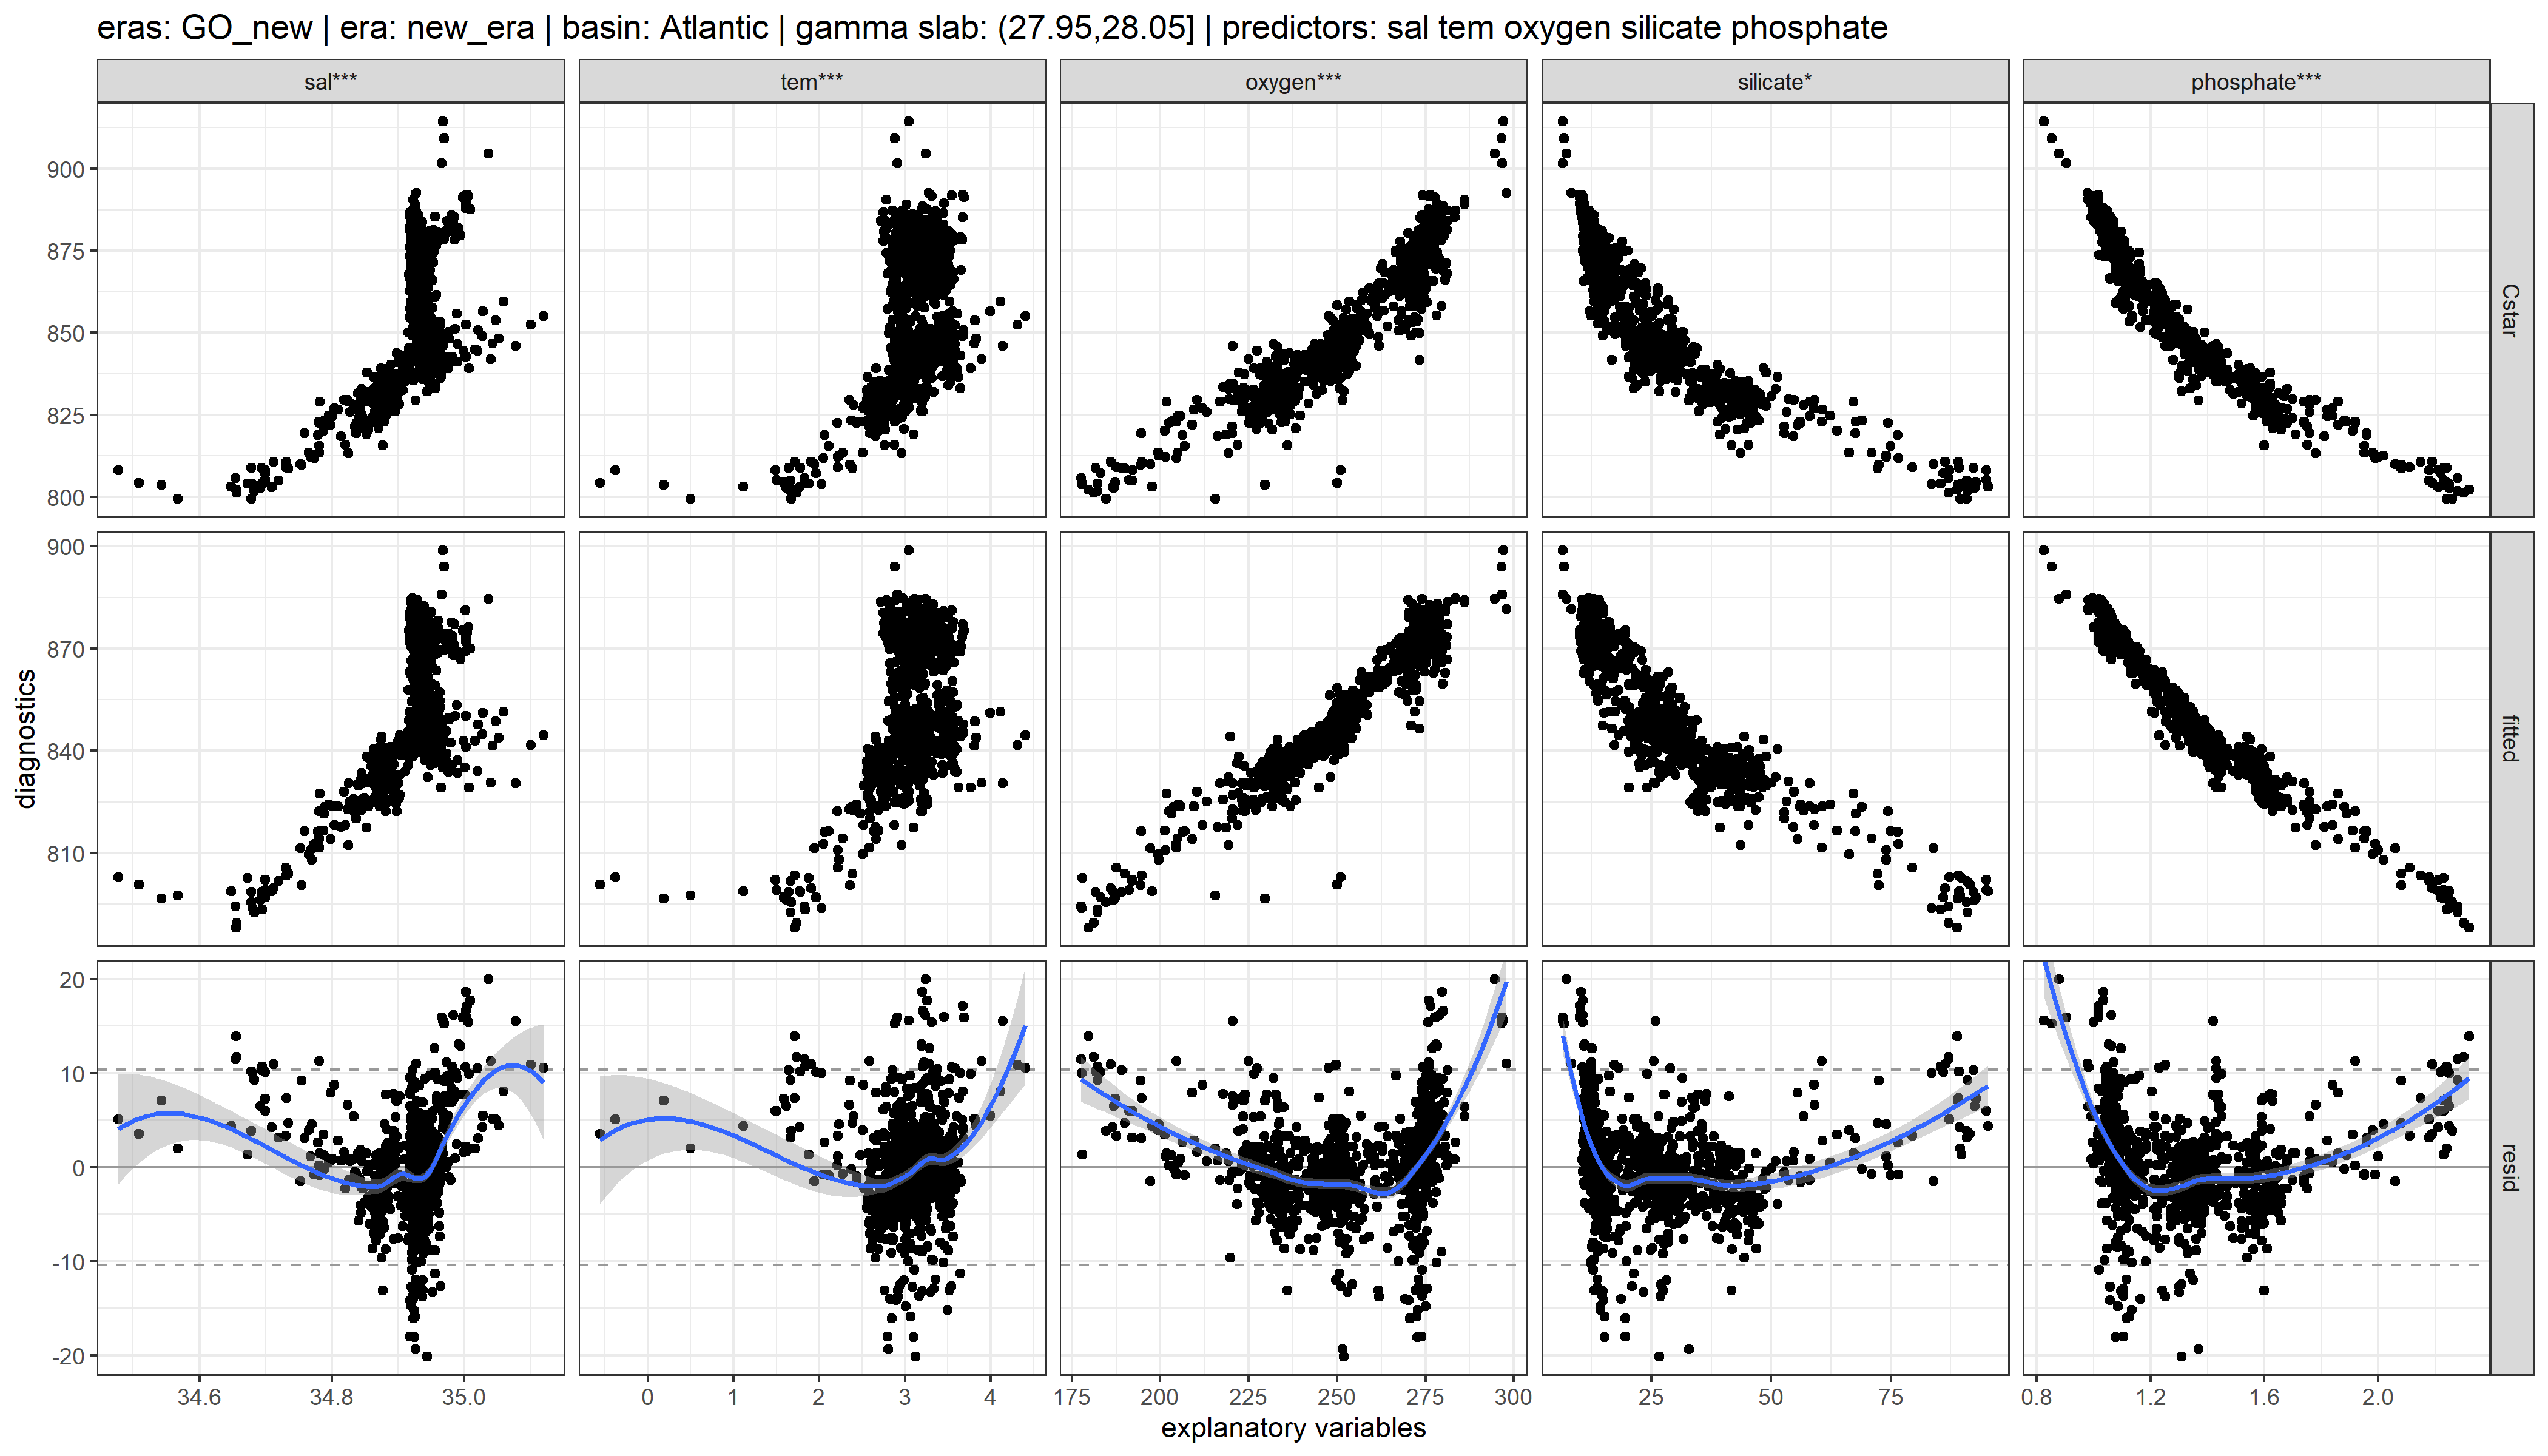 eras: GO_new | era: new_era | basin: Atlantic | gamma slab: (27.95,28.05] | predictors: sal tem oxygen silicate phosphate
sal*** tem*** oxygen*** silicate* phosphate***
900
875
850
825
800
Cstar
900
870
840
810
fitted
diagnostics
20
10
0
-10
-20
resid
34.6 34.8 35.0 0 1 2 3 4 175 200 225 250 275 300 25 50 75 0.8 1.2 1.6 2.0
explanatory variables